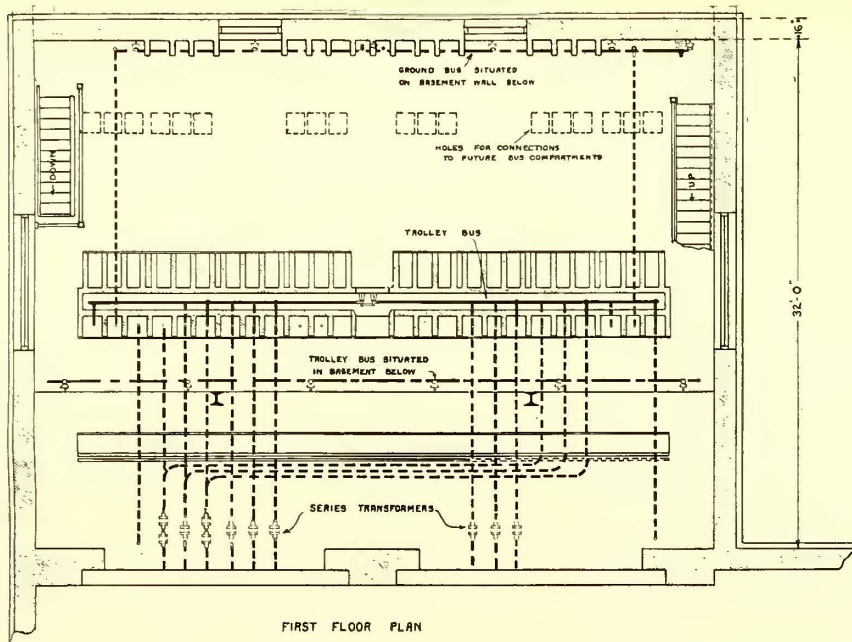 16"
GROUND BUS SITUATED
ON BASEMENT WALL BELOW
HOLES FOR CONNECTIONS
TO FUTURE BUS COMPARTMENTS
DOWN
UP
TROLLEY BUS
32'-0"
TROLLEY BUS SITUATED
IN BASEMENT BELOW
SERIES TRANSFORMERS
FIRST FLOOR PLAN